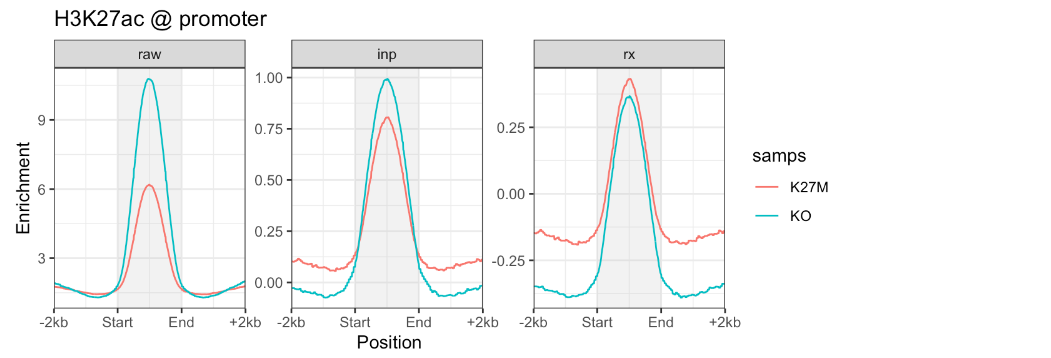 H3K27ac @ promoter
raw
inp
rx
Enrichment
9
6
3
1.00
0.75
0.50
0.25
0.00
0.25
0.00
-0.25
-2kb Start End +2kb
-2kb Start End +2kb
-2kb Start End +2kb
Position
samps
K27M
KO